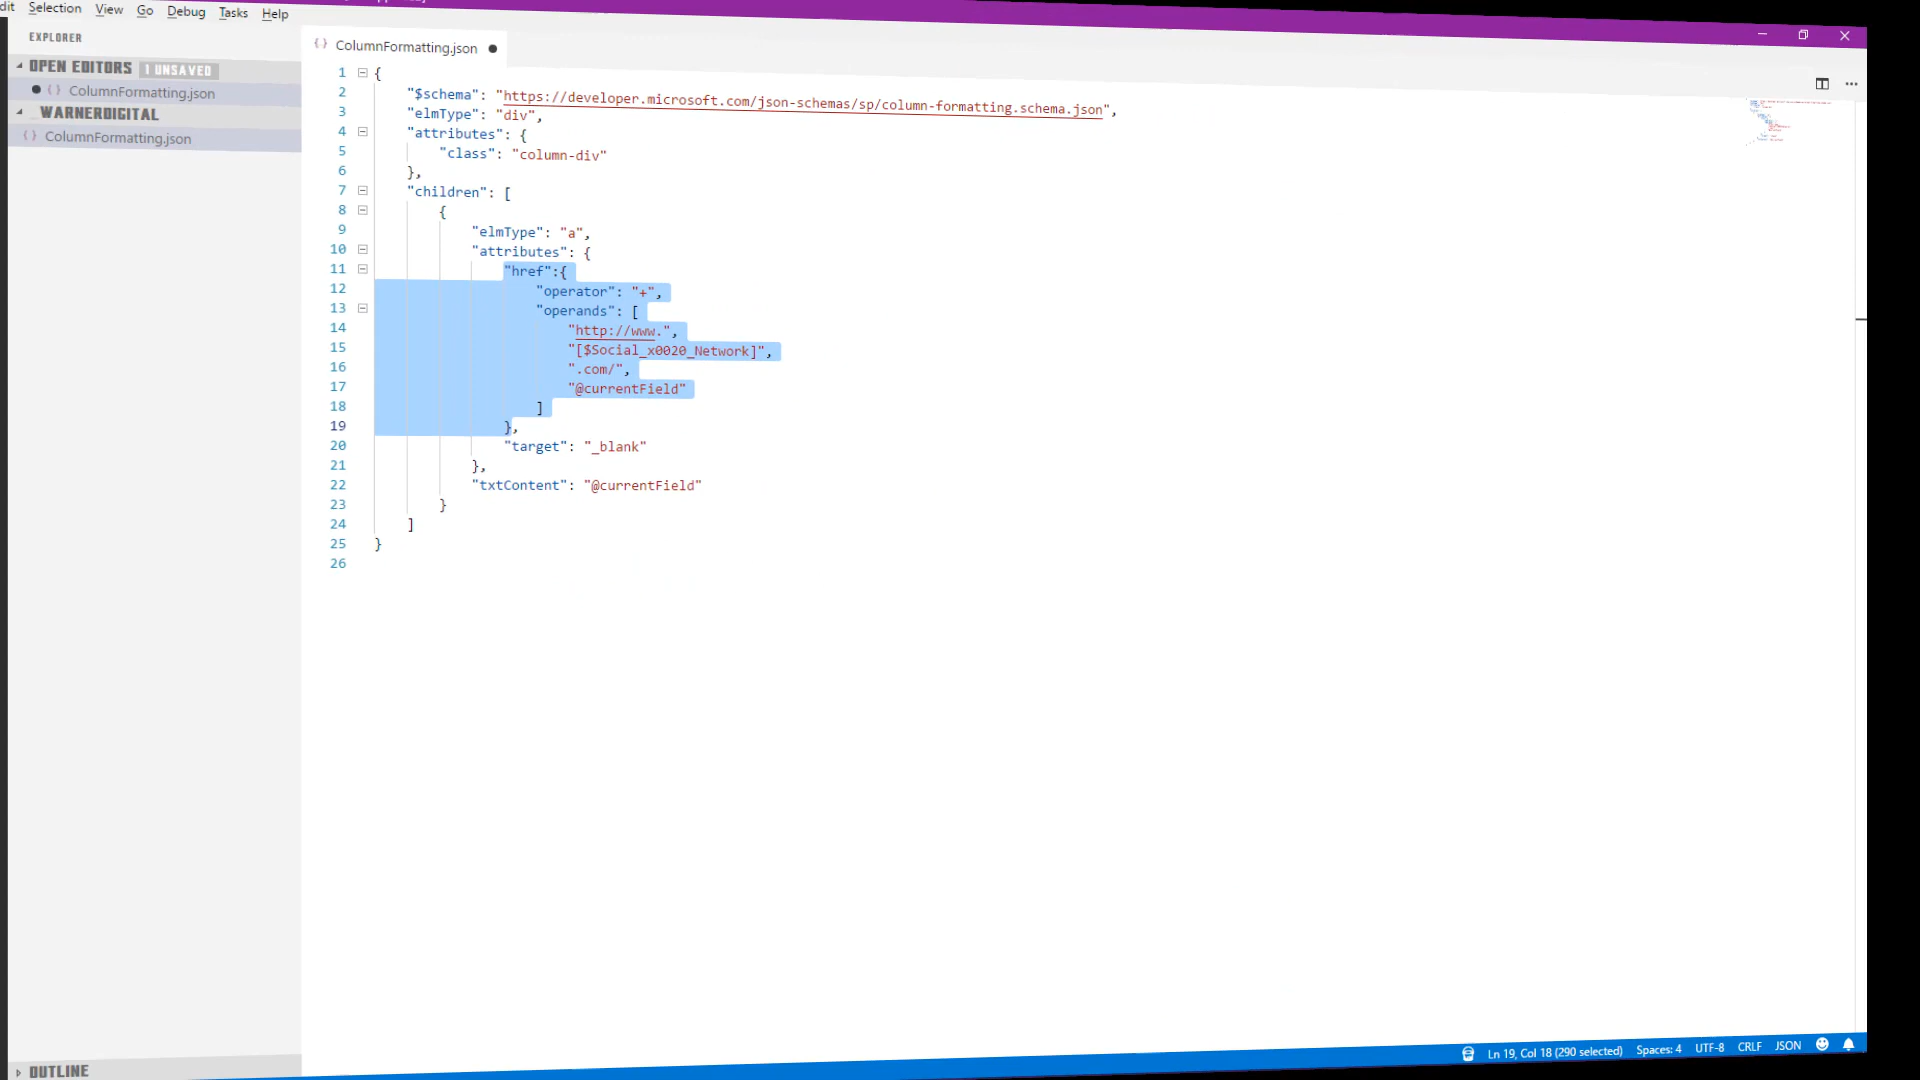 dit Selection View Go Debug Tasks Help
EXPLORER
OPEN EDITORS 1 UNSAVED
ColumnFormatting.json
WARNERDIGITAL
ColumnFormatting.json
OUTLINE
ColumnFormatting.json
1 {
2 "$schema": "https://developer.microsoft.com/json-schemas/sp/column-formatting.schema.json",
3 "elmType": "div",
4 "attributes": {
5 "class": "column-div"
6 },
7 "children": [
8 {
9 "elmType": "a",
10 "attributes": {
11 "href":{
12 "operator": "+",
13 "operands": [
14 "http://www.",
15 "[$Social_x0020_Network]",
16 ".com/",
17 "@currentField"
18 ]
19 },
20 "target": "_blank"
21 },
22 "txtContent": "@currentField"
23 }
24 ]
25 }
26
Ln 19, Col 18 (290 selected) Spaces: 4 UTF-8 CRLF JSON